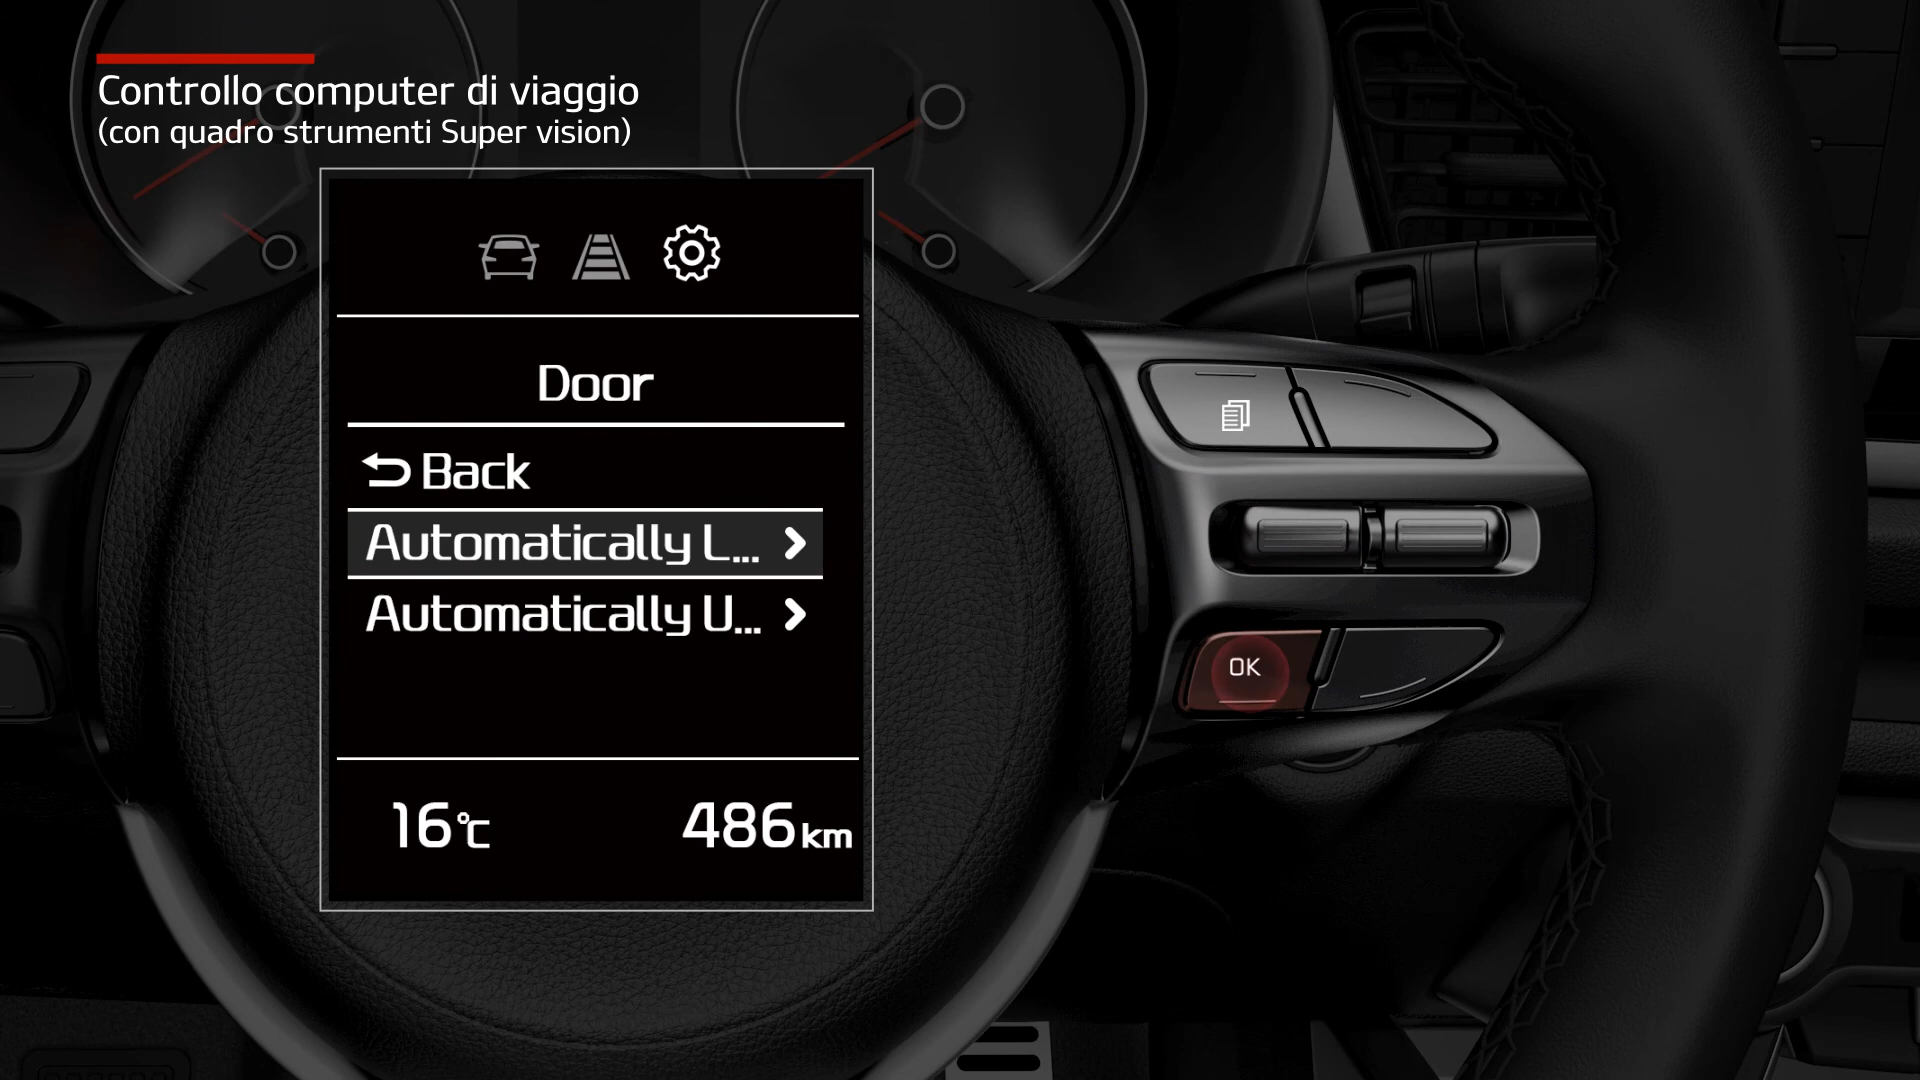 Controllo computer di viaggio
(con quadro strumenti Super vision)
Door
Back
Automatically L...
Automatically U...
OK
16°C
486km